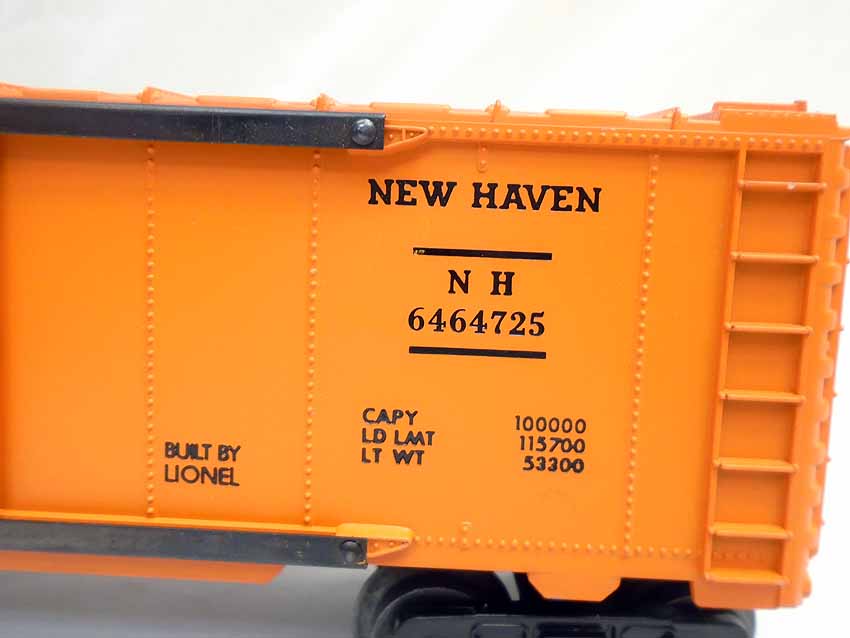 NEW HAVEN
N H
6464725
CAPY 100000
LD LMT 115700
LT WT 53300
BUILT BY
LIONEL